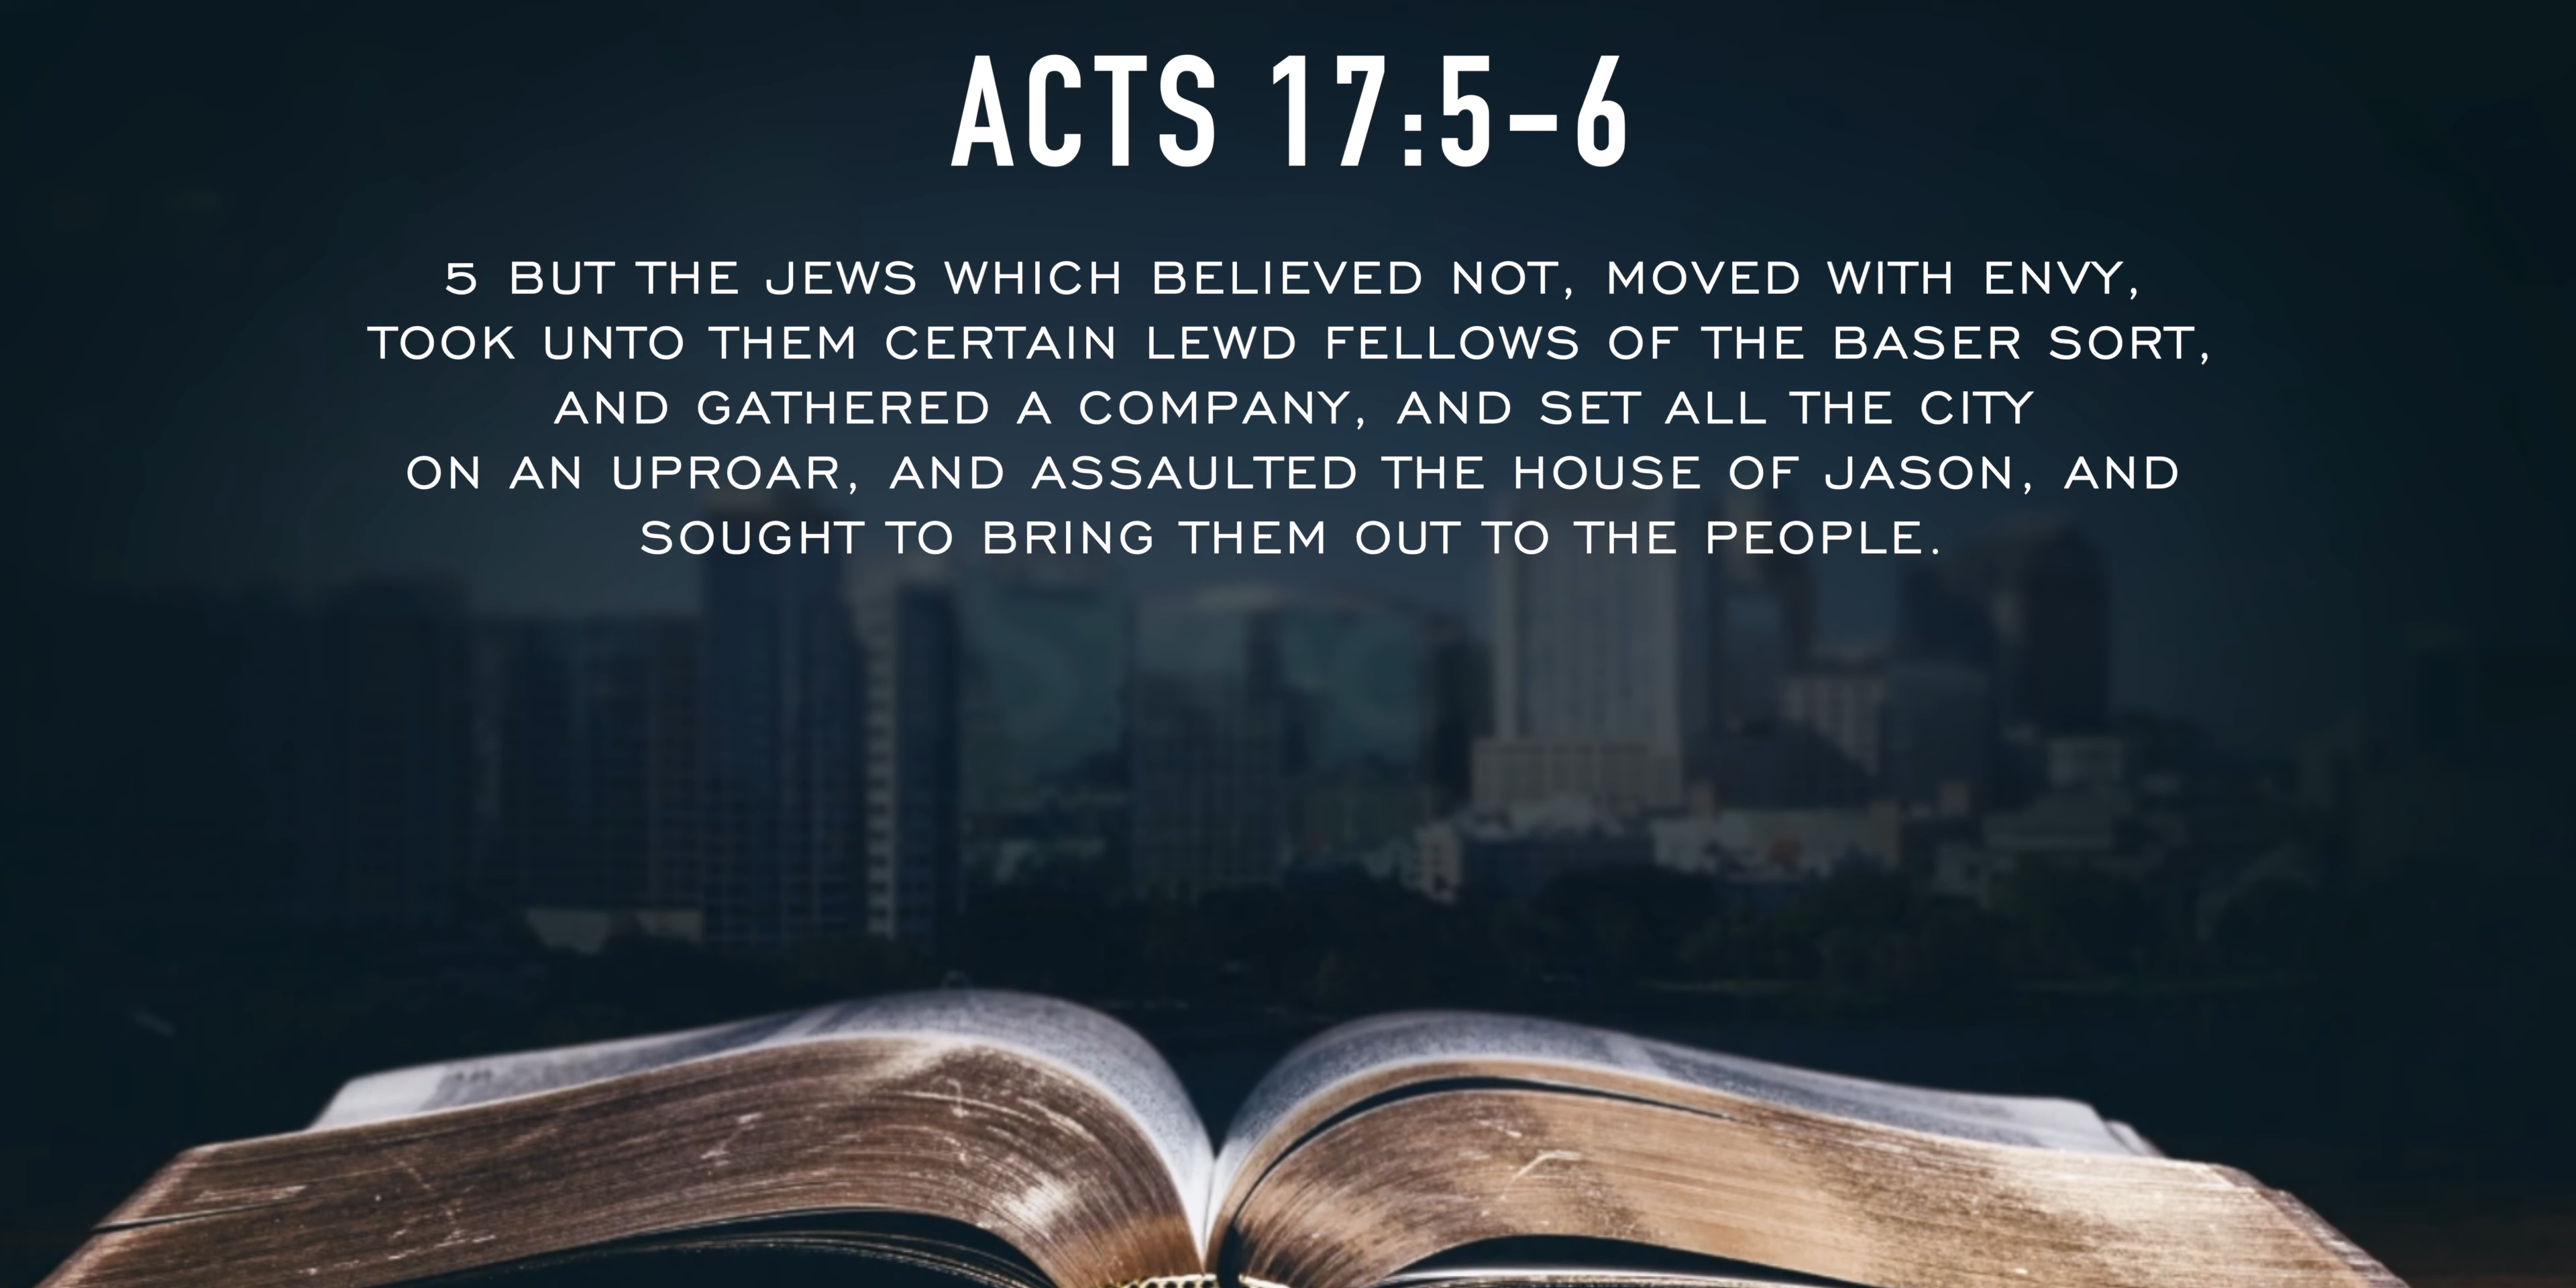 ACTS 17:5-6
5 BUT THE JEWS WHICH BELIEVED NOT, MOVED WITH ENVY,
TOOK UNTO THEM CERTAIN LEWD FELLOWS OF THE BASER SORT,
AND GATHERED A COMPANY, AND SET ALL THE CITY
ON AN UPROAR, AND ASSAULTED THE HOUSE OF JASON, AND
SOUGHT TO BRING THEM OUT TO THE PEOPLE.